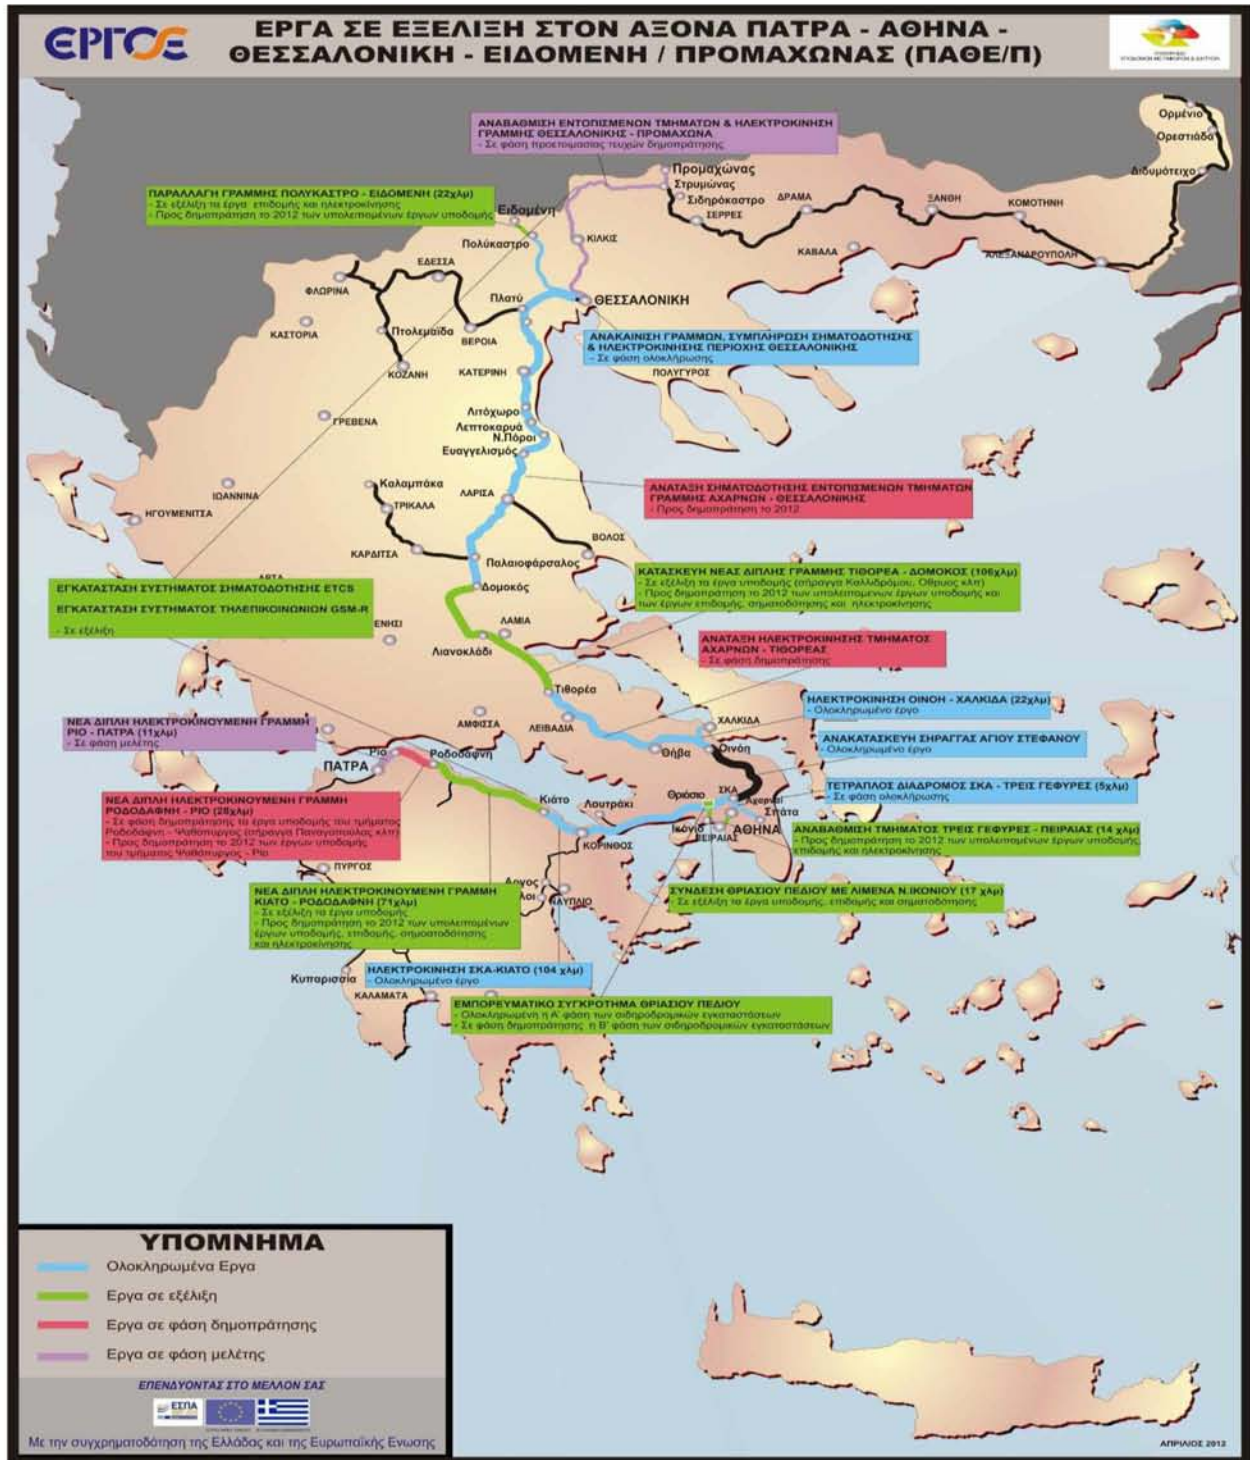 ΕΡΓΟΣΕ
ΕΡΓΑ ΣΕ ΕΞΕΛΙΞΗ ΣΤΟΝ ΑΞΟΝΑ ΠΑΤΡΑ - ΑΘΗΝΑ -
ΘΕΣΣΑΛΟΝΙΚΗ - ΕΙΔΟΜΕΝΗ / ΠΡΟΜΑΧΩΝΑΣ (ΠΑΘΕ/Π)
ΑΝΑΒΑΘΜΙΣΗ ΕΝΤΟΠΙΣΜΕΝΩΝ ΤΜΗΜΑΤΩΝ & ΗΛΕΚΤΡΟΚΙΝΗΣΗ
ΓΡΑΜΜΗΣ ΘΕΣΣΑΛΟΝΙΚΗΣ - ΠΡΟΜΑΧΩΝΑ
- Σε φάση προετοιμασίας τευχών δημοπράτησης
Ορμένιο
Ορεστιάδα
Διδυμότειχο
Προμαχώνας
Στρυμώνας
Σιδηρόκαστρο
ΣΕΡΡΕΣ
ΔΡΑΜΑ
ΞΑΝΘΗ
ΚΟΜΟΤΗΝΗ
ΚΑΒΑΛΑ
ΑΛΕΞΑΝΔΡΟΥΠΟΛΗ
ΠΑΡΑΛΛΑΓΗ ΓΡΑΜΜΗΣ ΠΟΛΥΚΑΣΤΡΟ - ΕΙΔΟΜΕΝΗ (22χλμ)
- Σε εξέλιξη τα έργα επιδομής και ηλεκτροκίνησης
- Προς δημοπράτηση το 2012 των υπολειπομένων έργων υποδομής
Ειδομένη
Πολύκαστρο
ΚΙΛΚΙΣ
ΕΔΕΣΣΑ
ΦΛΩΡΙΝΑ
Πλατύ
ΘΕΣΣΑΛΟΝΙΚΗ
ΚΑΣΤΟΡΙΑ
Πτολεμαΐδα
ΒΕΡΟΙΑ
ΑΝΑΚΑΙΝΙΣΗ ΓΡΑΜΜΩΝ, ΣΥΜΠΛΗΡΩΣΗ ΣΗΜΑΤΟΔΟΤΗΣΗΣ
& ΗΛΕΚΤΡΟΚΙΝΗΣΗΣ ΠΕΡΙΟΧΗΣ ΘΕΣΣΑΛΟΝΙΚΗΣ
- Σε φάση ολοκλήρωσης
ΚΟΖΑΝΗ
ΚΑΤΕΡΙΝΗ
ΠΟΛΥΓΥΡΟΣ
ΓΡΕΒΕΝΑ
Λιτόχωρο
Λεπτοκαρυά
Ν.Πόροι
Ευαγγελισμός
ΙΩΑΝΝΙΝΑ
ΗΓΟΥΜΕΝΙΤΣΑ
Καλαμπάκα
ΤΡΙΚΑΛΑ
ΛΑΡΙΣΑ
ΑΝΑΤΑΞΗ ΣΗΜΑΤΟΔΟΤΗΣΗΣ ΕΝΤΟΠΙΣΜΕΝΩΝ ΤΜΗΜΑΤΩΝ
ΓΡΑΜΜΗΣ ΑΧΑΡΝΩΝ - ΘΕΣΣΑΛΟΝΙΚΗΣ
- Προς δημοπράτηση το 2012
ΚΑΡΔΙΤΣΑ
ΒΟΛΟΣ
Παλαιοφάρσαλος
Δομοκός
ΕΓΚΑΤΑΣΤΑΣΗ ΣΥΣΤΗΜΑΤΟΣ ΣΗΜΑΤΟΔΟΤΗΣΗΣ ETCS
ΕΓΚΑΤΑΣΤΑΣΗ ΣΥΣΤΗΜΑΤΟΣ ΤΗΛΕΠΙΚΟΙΝΩΝΙΩΝ GSM-R
- Σε εξέλιξη
ΚΑΤΑΣΚΕΥΗ ΝΕΑΣ ΔΙΠΛΗΣ ΓΡΑΜΜΗΣ ΤΙΘΟΡΕΑ - ΔΟΜΟΚΟΣ (106χλμ)
- Σε εξέλιξη τα έργα υποδομής (σήραγγα Καλλιδρόμου, Όθρυος κλπ)
- Προς δημοπράτηση το 2012 των υπολειπομενων έργων υποδομής και
των έργων επιδομής, σηματοδότησης και ηλεκτροκίνησης
ΛΑΜΙΑ
Λιανοκλάδι
ΑΝΑΤΑΞΗ ΗΛΕΚΤΡΟΚΙΝΗΣΗΣ ΤΜΗΜΑΤΟΣ
ΑΧΑΡΝΩΝ - ΤΙΘΟΡΕΑΣ
- Σε φάση δημοπράτησης
Τιθορέα
ΗΛΕΚΤΡΟΚΙΝΗΣΗ ΟΙΝΟΗ - ΧΑΛΚΙΔΑ (22χλμ)
- Ολοκληρωμένο έργο
ΑΜΦΙΣΣΑ
ΛΕΙΒΑΔΙΑ
ΧΑΛΚΙΔΑ
Θήβα
Οινόη
ΑΝΑΚΑΤΑΣΚΕΥΗ ΣΗΡΑΓΓΑΣ ΑΓΙΟΥ ΣΤΕΦΑΝΟΥ
- Ολοκληρωμένο έργο
ΝΕΑ ΔΙΠΛΗ ΗΛΕΚΤΡΟΚΙΝΟΥΜΕΝΗ ΓΡΑΜΜΗ
ΡΙΟ - ΠΑΤΡΑ (11χλμ)
- Σε φάση μελέτης
Ρίο
Ροδοδάφνη
ΠΑΤΡΑ
ΤΕΤΡΑΠΛΟΣ ΔΙΑΔΡΟΜΟΣ ΣΚΑ - ΤΡΕΙΣ ΓΕΦΥΡΕΣ (5χλμ)
- Σε φάση ολοκλήρωσης
ΝΕΑ ΔΙΠΛΗ ΗΛΕΚΤΡΟΚΙΝΟΥΜΕΝΗ ΓΡΑΜΜΗ
ΡΟΔΟΔΑΦΝΗ - ΡΙΟ (28χλμ)
- Σε φάση δημοπράτησης τα έργα υποδομής του τμήματος
Ροδοδάφνη - Ψαθόπυργος (σήραγγα Παναγοπούλας κλπ)
- Προς δημοπράτηση το 2012 των έργων υποδομής
του τμήματος Ψαθόπυργος - Ρίο
Κιάτο
Λουτράκι
Θριάσιο
ΣΚΑ
Αχαρναί
Σπάτα
Ικόνιο
ΑΘΗΝΑ
ΠΕΙΡΑΙΑΣ
ΚΟΡΙΝΘΟΣ
ΑΝΑΒΑΘΜΙΣΗ ΤΜΗΜΑΤΟΣ ΤΡΕΙΣ ΓΕΦΥΡΕΣ - ΠΕΙΡΑΙΑΣ (14 χλμ)
- Προς δημοπράτηση το 2012 των υπολειπομένων έργων υποδομής,
επιδομής και ηλεκτροκίνησης
ΠΥΡΓΟΣ
Αργος
ΝΑΥΠΛΙΟ
ΝΕΑ ΔΙΠΛΗ ΗΛΕΚΤΡΟΚΙΝΟΥΜΕΝΗ ΓΡΑΜΜΗ
ΚΙΑΤΟ - ΡΟΔΟΔΑΦΝΗ (71χλμ)
- Σε εξέλιξη τα έργα υποδομής
- Προς δημοπράτηση το 2012 των υπολειπομένων
έργων υποδομής, επιδομής, σηματοδότησης
και ηλεκτροκίνησης
ΣΥΝΔΕΣΗ ΘΡΙΑΣΙΟΥ ΠΕΔΙΟΥ ΜΕ ΛΙΜΕΝΑ Ν.ΙΚΟΝΙΟΥ (17 χλμ)
- Σε εξέλιξη τα έργα υποδομής, επιδομής και σηματοδότησης
Κυπαρισσία
ΗΛΕΚΤΡΟΚΙΝΗΣΗ ΣΚΑ-ΚΙΑΤΟ (104 χλμ)
- Ολοκληρωμένο έργο
ΚΑΛΑΜΑΤΑ
ΕΜΠΟΡΕΥΜΑΤΙΚΟ ΣΥΓΚΡΟΤΗΜΑ ΘΡΙΑΣΙΟΥ ΠΕΔΙΟΥ
- Ολοκληρωμένη η Α' φάση των σιδηροδρομικών εγκαταστάσεων
- Σε φάση δημοπράτησης η Β' φάση των σιδηροδρομικών εγκαταστάσεων
ΥΠΟΜΝΗΜΑ
Ολοκληρωμένα Εργα
Εργα σε εξέλιξη
Εργα σε φάση δημοπράτησης
Εργα σε φάση μελέτης
ΕΠΕΝΔΥΟΝΤΑΣ ΣΤΟ ΜΕΛΛΟΝ ΣΑΣ
ΕΣΠΑ
Με την συγχρηματοδότηση της Ελλάδας και της Ευρωπαϊκής Ενωσης
ΑΠΡΙΛΙΟΣ 2012